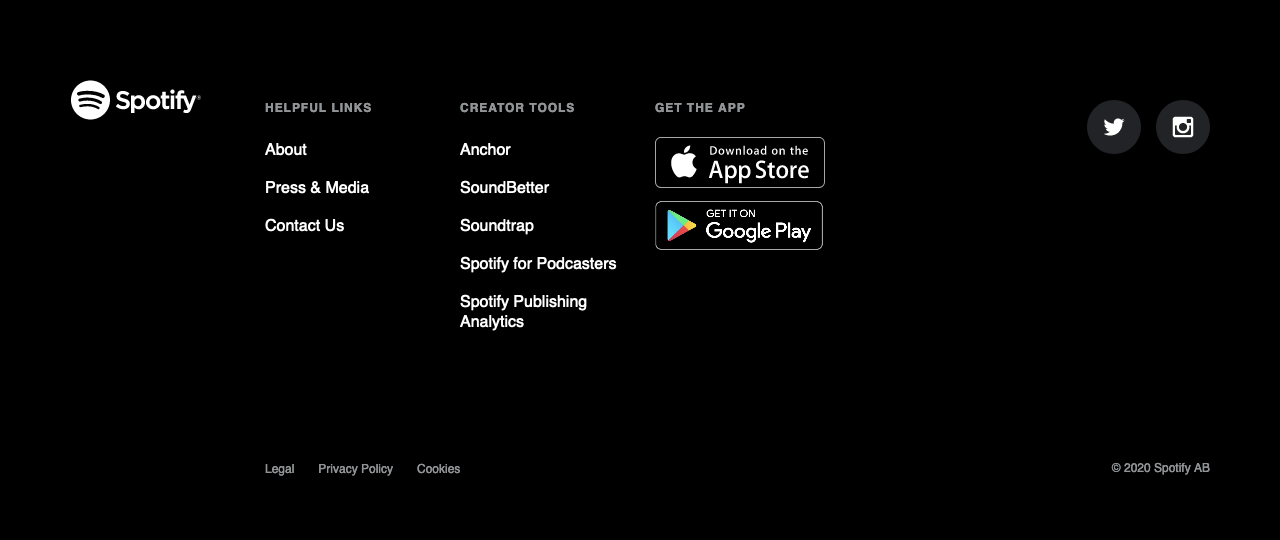 Spotify®
HELPFUL LINKS
About
Press & Media
Contact Us
CREATOR TOOLS
Anchor
SoundBetter
Soundtrap
Spotify for Podcasters
Spotify Publishing
Analytics
GET THE APP
Download on the
App Store
GET IT ON
Google Play
Legal
Privacy Policy
Cookies
© 2020 Spotify AB